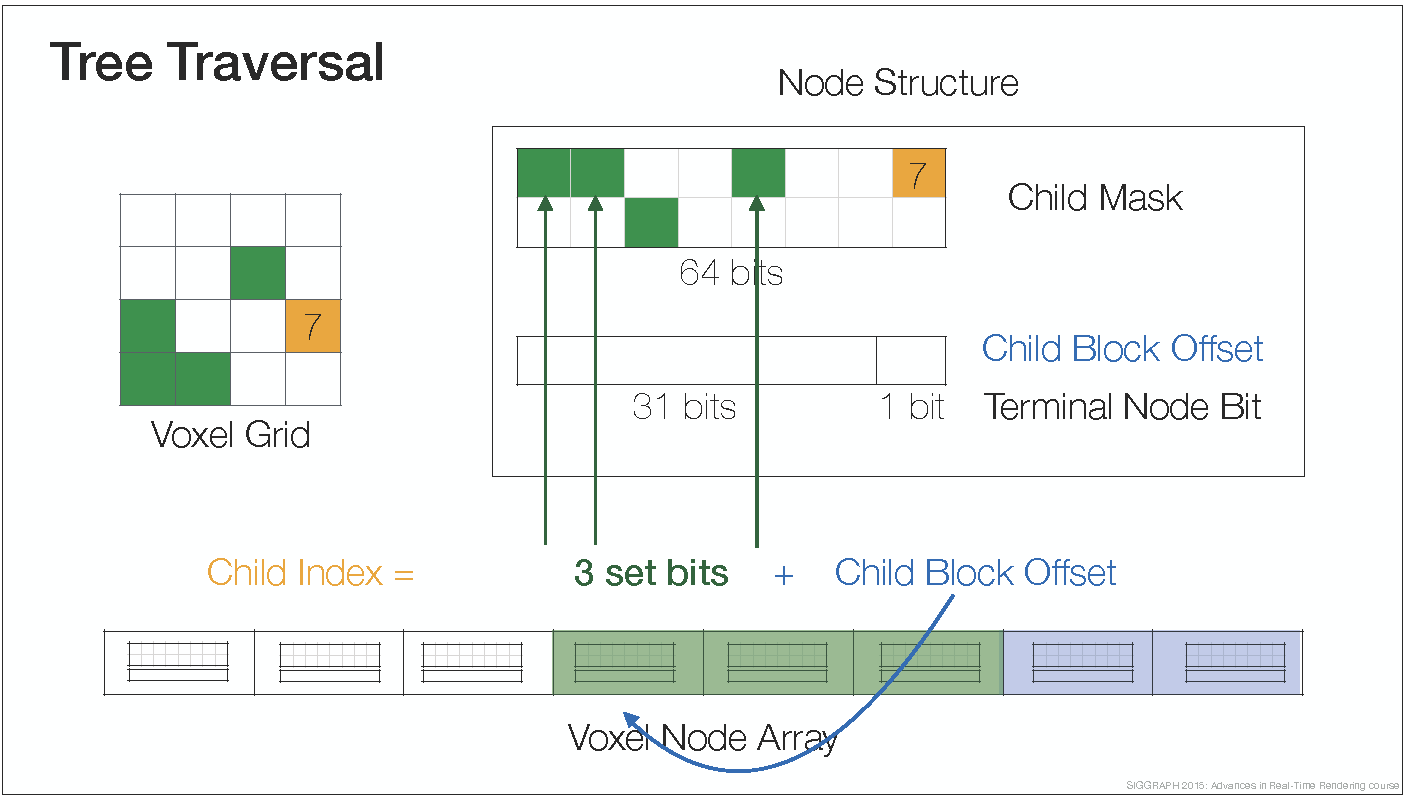 Tree Traversal
Node Structure
7
Child Mask
64 bits
7
Child Block Offset
31 bits
1 bit
Terminal Node Bit
Voxel Grid
Child Index =
3 set bits
+
Child Block Offset
Voxel Node Array
SIGGRAPH 2015: Advances in Real-Time Rendering course